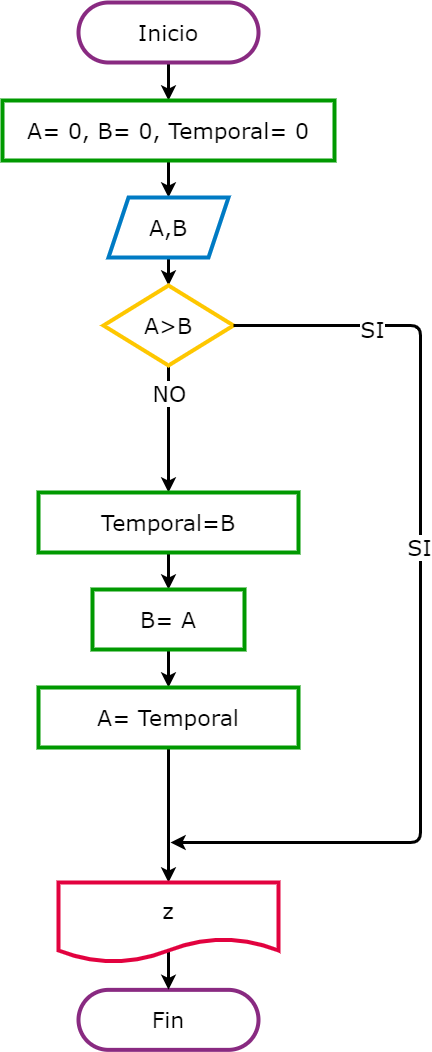 Inicio
A= 0, B= 0, Temporal= 0
A,B
A>B
SI
NO
Temporal=B
SI
B= A
A= Temporal
z
Fin